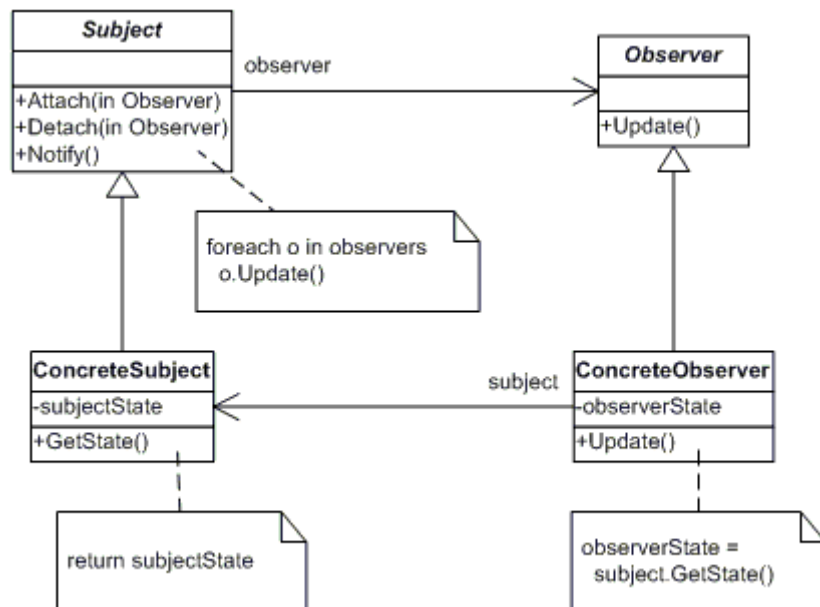 Subject
+Attach(in Observer)
+Detach(in Observer)
+Notify()
observer
Observer
+Update()
foreach o in observers
o.Update()
ConcreteSubject
-subjectState
+GetState()
subject
ConcreteObserver
-observerState
+Update()
return subjectState
observerState =
subject.GetState()